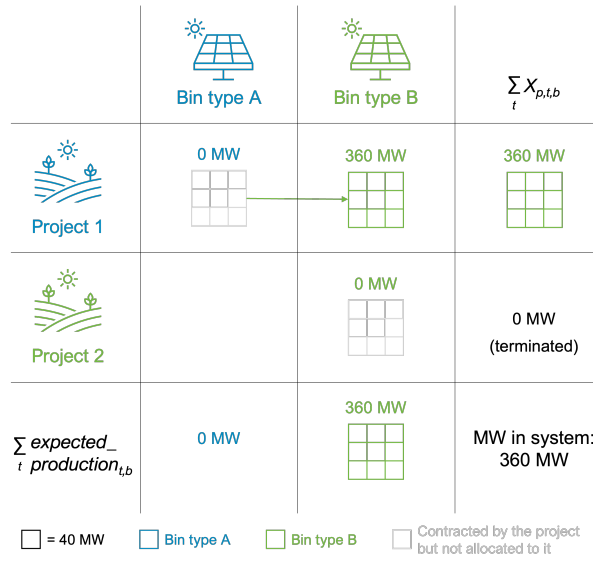 Bin type A
Bin type B
∑ X p,t,b
t
0 MW
360 MW
360 MW
Project 1
0 MW
Project 2
0 MW
(terminated)
360 MW
∑ expected_
t production t,b
0 MW
MW in system:
360 MW
= 40 MW
Bin type A
Bin type B
Contracted by the project
but not allocated to it